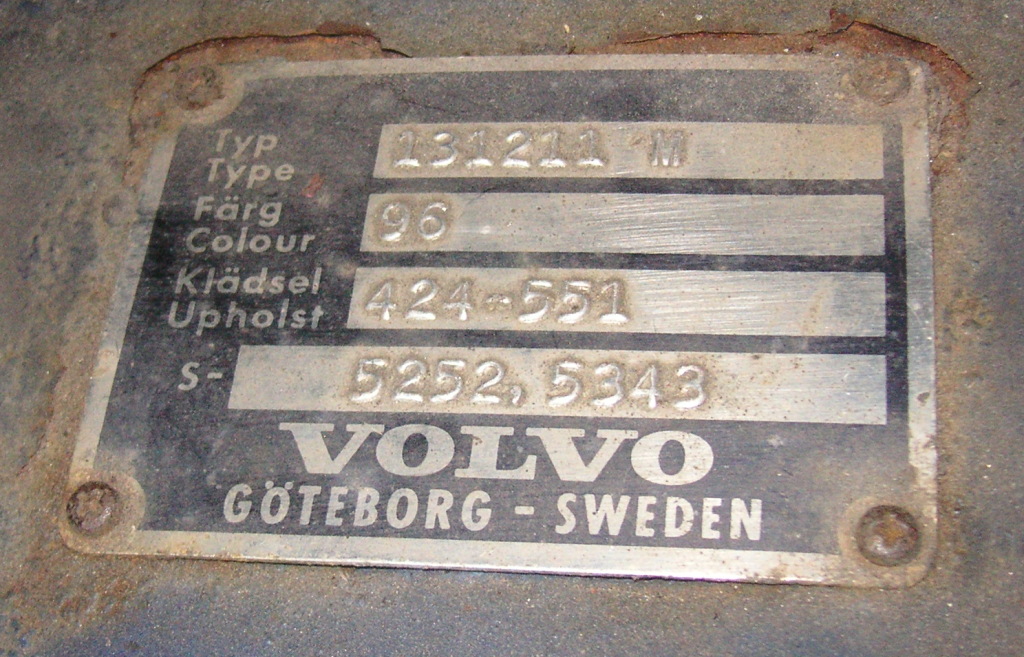 Typ
Type 131211 M
Färg
Colour 96
Klädsel
Upholst 424-551
S- 5252, 5343
VOLVO
GÖTEBORG - SWEDEN